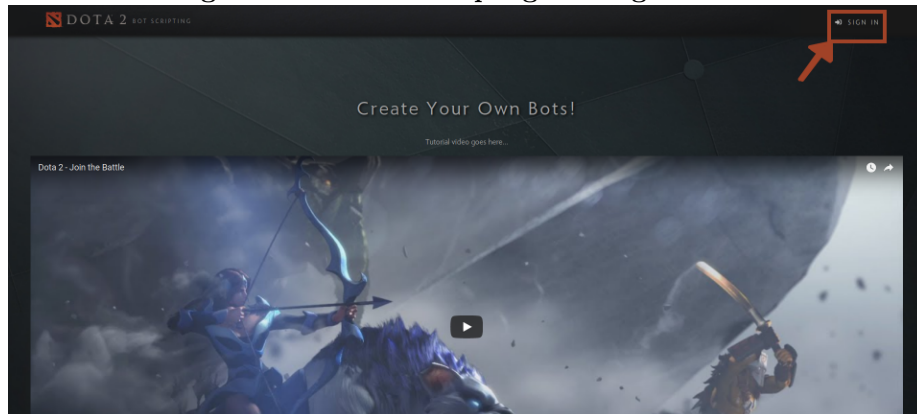 DOTA 2 BOT SCRIPTING
SIGN IN
Create Your Own Bots!
Tutorial video goes here...
Dota 2 - Join the Battle